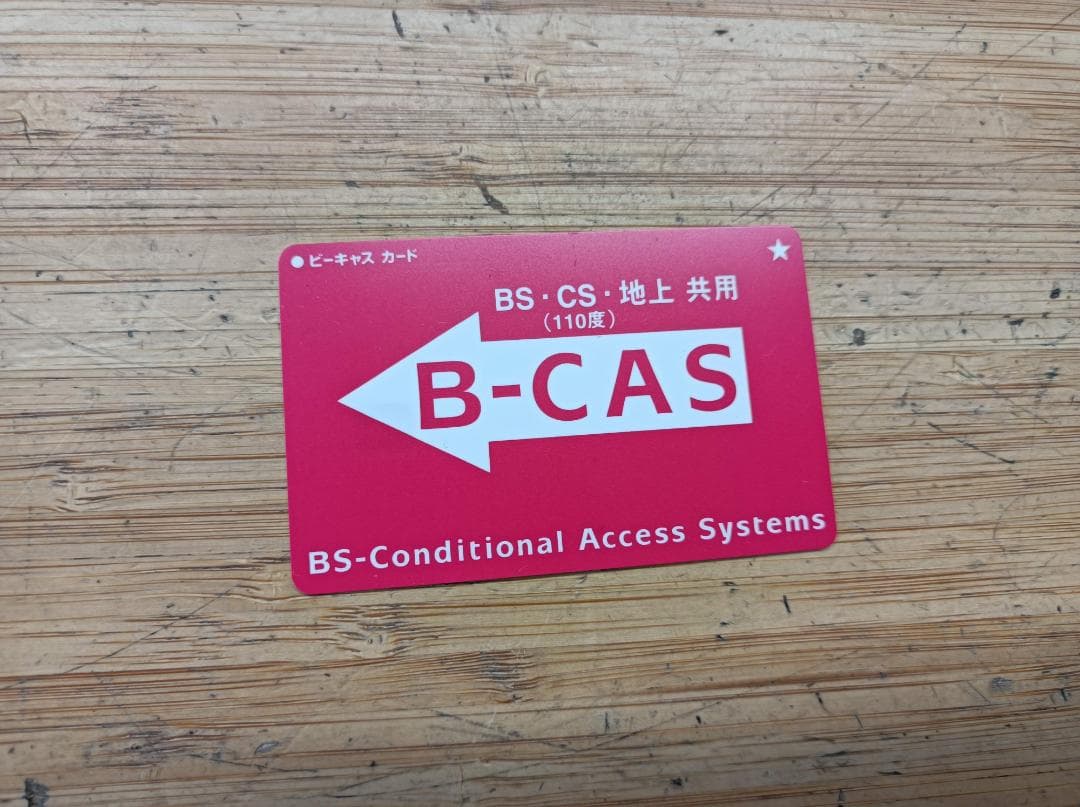 ●ビーキャス カード
★
BS・CS・地上 共用
(110度)
B-CAS
BS-Conditional Access Systems